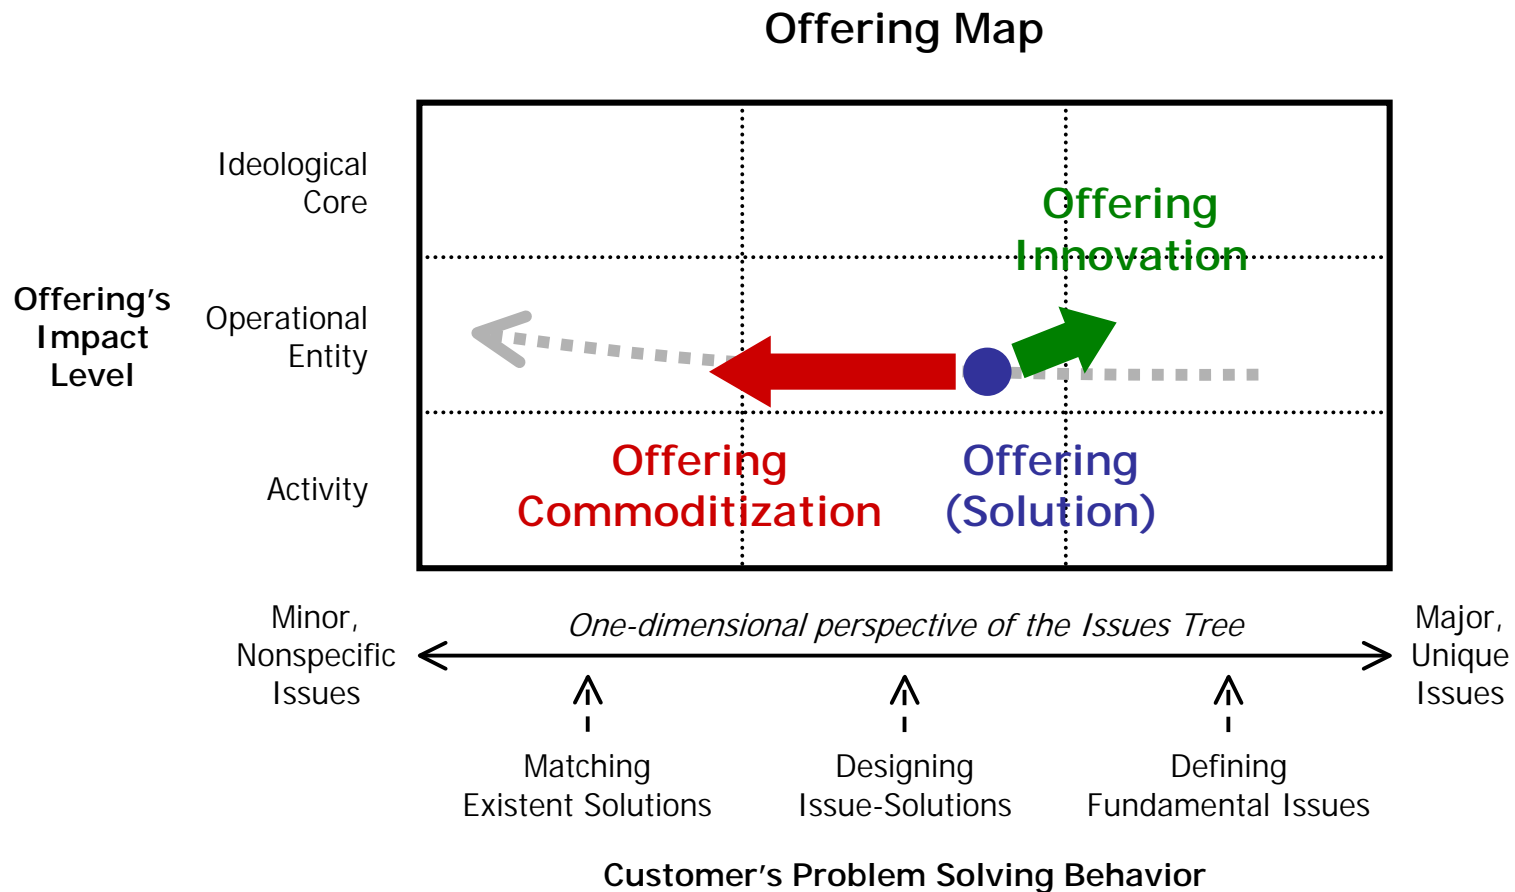 Offering Map
Ideological
Core
Offering
Innovation
Offering's
Impact
Level
Operational
Entity
Activity
Offering
Commoditization
Offering
(Solution)
Minor,
Nonspecific
Issues
One-dimensional perspective of the Issues Tree
Major,
Unique
Issues
Matching
Existent Solutions
Designing
Issue-Solutions
Defining
Fundamental Issues
Customer's Problem Solving Behavior